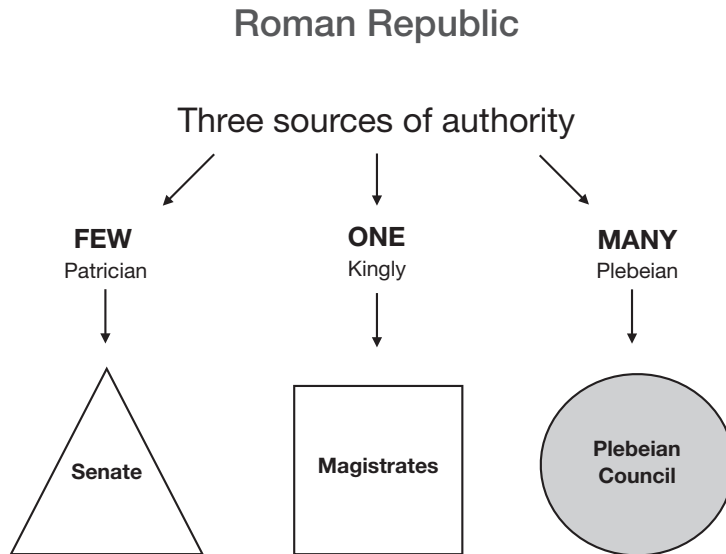 Roman Republic
Three sources of authority
FEW
Patrician
ONE
Kingly
MANY
Plebeian
Senate
Magistrates
Plebeian
Council